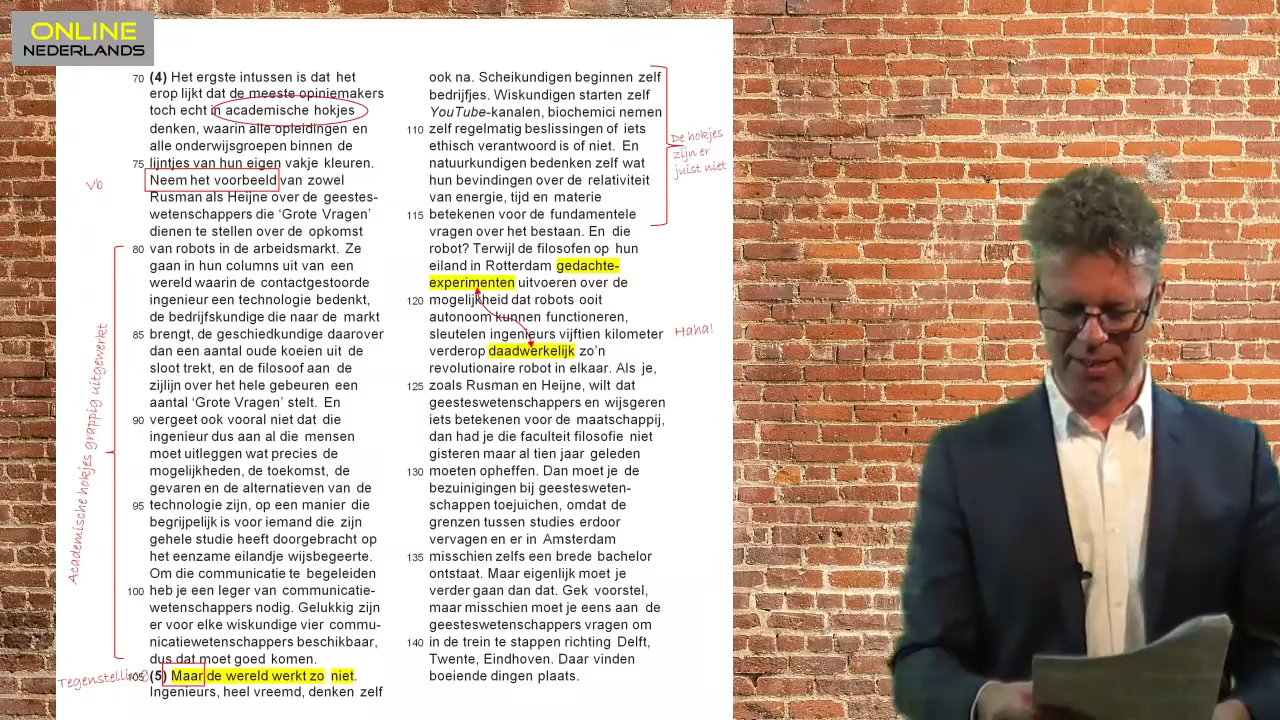 ONLINE
NEDERLANDS
70 (4) Het ergste intussen is dat het
erop lijkt dat de meeste opiniemakers
toch echt in academische hokjes
denken, waarin alle opleidingen en
alle onderwijsgroepen binnen de
75 lijntjes van hun eigen vakje kleuren.
Neem het voorbeeld van zowel
Vb
Rusman als Heijne over de geestes-
wetenschappers die ‘Grote Vragen’
dienen te stellen over de opkomst
80 van robots in de arbeidsmarkt. Ze
gaan in hun columns uit van een
wereld waarin de contactgestoorde
ingenieur een technologie bedenkt,
de bedrijfskundige die naar de markt
85 brengt, de geschiedkundige daarover
dan een aantal oude koeien uit de
sloot trekt, en de filosoof aan de
zijlijn over het hele gebeuren een
aantal ‘Grote Vragen’ stelt. En
90 vergeet ook vooral niet dat die
ingenieur dus aan al die mensen
moet uitleggen wat precies de
mogelijkheden, de toekomst, de
gevaren en de alternatieven van de
95 technologie zijn, op een manier die
begrijpelijk is voor iemand die zijn
gehele studie heeft doorgebracht op
het eenzame eilandje wijsbegeerte.
Om die communicatie te begeleiden
100 heb je een leger van communicatie-
wetenschappers nodig. Gelukkig zijn
er voor elke wiskundige vier commu-
nicatiewetenschappers beschikbaar,
dus dat moet goed komen.
Academische hokjes grappig uitgewerkt
Tegenstelling
105 (5) Maar de wereld werkt zo niet.
Ingenieurs, heel vreemd, denken zelf
ook na. Scheikundigen beginnen zelf
bedrijfjes. Wiskundigen starten zelf
YouTube-kanalen, biochemici nemen
110 zelf regelmatig beslissingen of iets
ethisch verantwoord is of niet. En
natuurkundigen bedenken zelf wat
hun bevindingen over de relativiteit
van energie, tijd en materie
115 betekenen voor de fundamentele
vragen over het bestaan. En die
robot? Terwijl de filosofen op hun
eiland in Rotterdam gedachte-
experimenten uitvoeren over de
120 mogelijkheid dat robots ooit
autonoom kunnen functioneren,
sleutelen ingenieurs vijftien kilometer
verderop daadwerkelijk zo’n
revolutionaire robot in elkaar. Als je,
125 zoals Rusman en Heijne, wilt dat
geesteswetenschappers en wijsgeren
iets betekenen voor de maatschappij,
dan had je die faculteit filosofie niet
gisteren maar al tien jaar geleden
130 moeten opheffen. Dan moet je de
bezuinigingen bij geestesweten-
schappen toejuichen, omdat de
grenzen tussen studies erdoor
vervagen en er in Amsterdam
135 misschien zelfs een brede bachelor
ontstaat. Maar eigenlijk moet je
verder gaan dan dat. Gek voorstel,
maar misschien moet je eens aan de
geesteswetenschappers vragen om
140 in de trein te stappen richting Delft,
Twente, Eindhoven. Daar vinden
boeiende dingen plaats.
De hokjes
zijn er
juist niet
Haha!